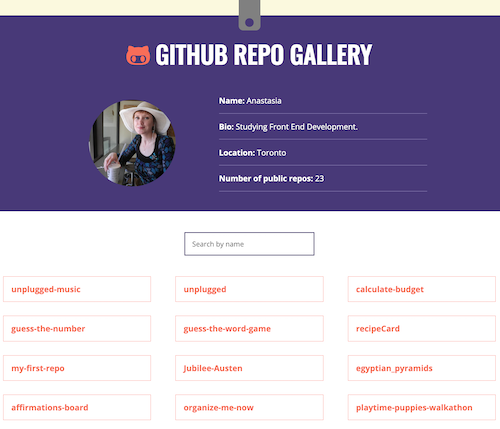 GITHUB REPO GALLERY
Name: Anastasia
Bio: Studying Front End Development.
Location: Toronto
Number of public repos: 23
Search by name
unplugged-music
unplugged
calculate-budget
guess-the-number
guess-the-word-game
recipeCard
my-first-repo
Jubilee-Austen
egyptian_pyramids
affirmations-board
organize-me-now
playtime-puppies-walkathon